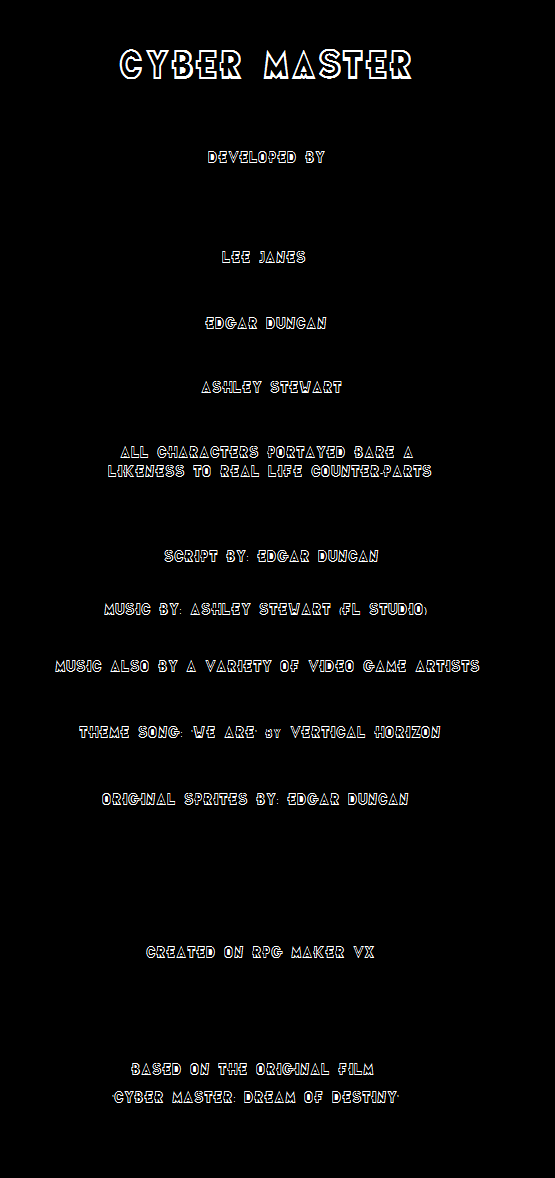 CYBER MASTER
DEVELOPED BY
LEE JANES
EDGAR DUNCAN
ASHLEY STEWART
ALL CHARACTERS PORTAYED BARE A
LIKENESS TO REAL LIFE COUNTER-PARTS
SCRIPT BY: EDGAR DUNCAN
MUSIC BY: ASHLEY STEWART (FL STUDIO)
MUSIC ALSO BY A VARIETY OF VIDEO GAME ARTISTS
THEME SONG: "WE ARE" BY VERTICAL HORIZON
ORIGINAL SPRITES BY: EDGAR DUNCAN
CREATED ON RPG MAKER VX
BASED ON THE ORIGINAL FILM
"CYBER MASTER: DREAM OF DESTINY"